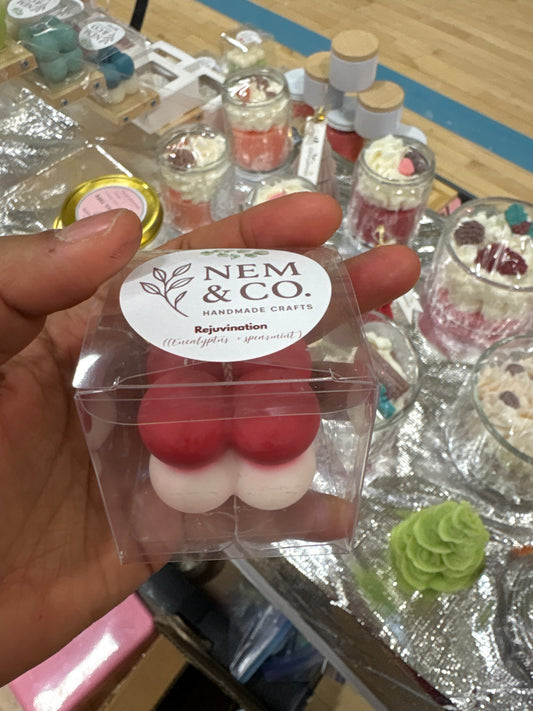 NEM
& CO.
HANDMADE CRAFTS
Rejuvination
((Eucalyptus + spearmint)